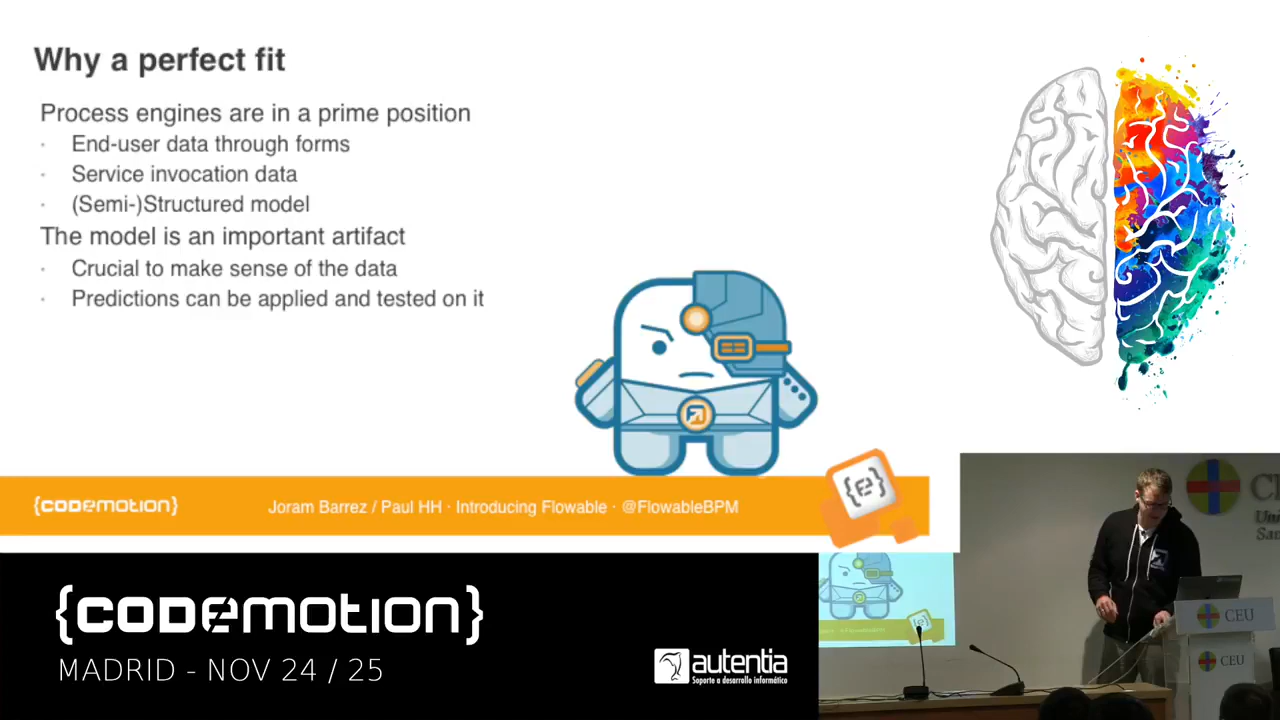 Why a perfect fit
Process engines are in a prime position
· End-user data through forms
· Service invocation data
· (Semi-)Structured model
The model is an important artifact
· Crucial to make sense of the data
· Predictions can be applied and tested on it
{codemotion}
Joram Barrez / Paul HH · Introducing Flowable · @FlowableBPM
{e}
{codemotion}
MADRID - NOV 24 / 25
autentia
Soporte a desarrollo informático
CEU
CEU